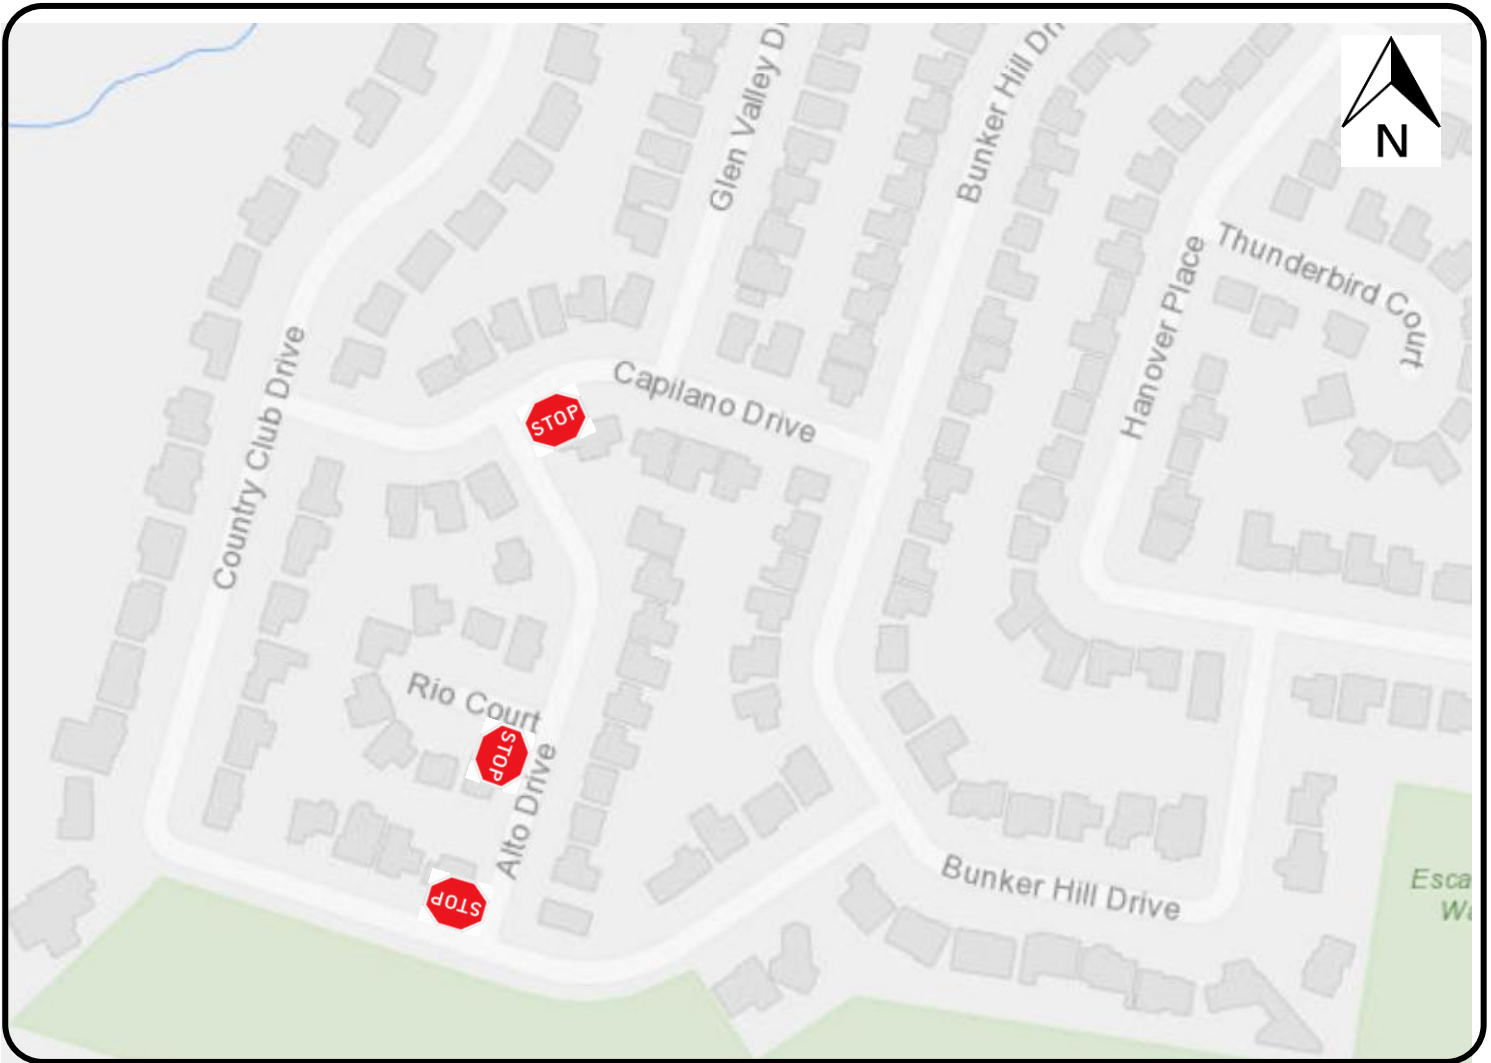 Glen Valley Dr
Bunker Hill Dri
N
Thunderbird Court
Hanover Place
Country Club Drive
Capilano Drive
STOP
Rio Court
STOP
Alto Drive
STOP
Bunker Hill Drive
Esca